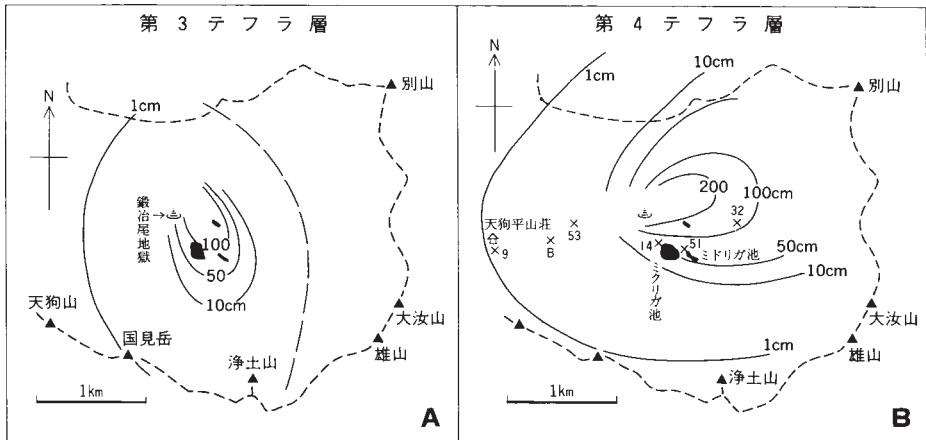 第3テフラ層
N
1cm
別山
鍛冶尾地獄
100
50
10cm
天狗山
国見岳
浄土山
大汝山
雄山
1km
A
第4テフラ層
N
1cm
10cm
別山
200
100cm
32
天狗平山荘
53
9
B
14
51
ミドリガ池
50cm
10cm
ミクリガ池
大汝山
雄山
1cm
浄土山
1km
B